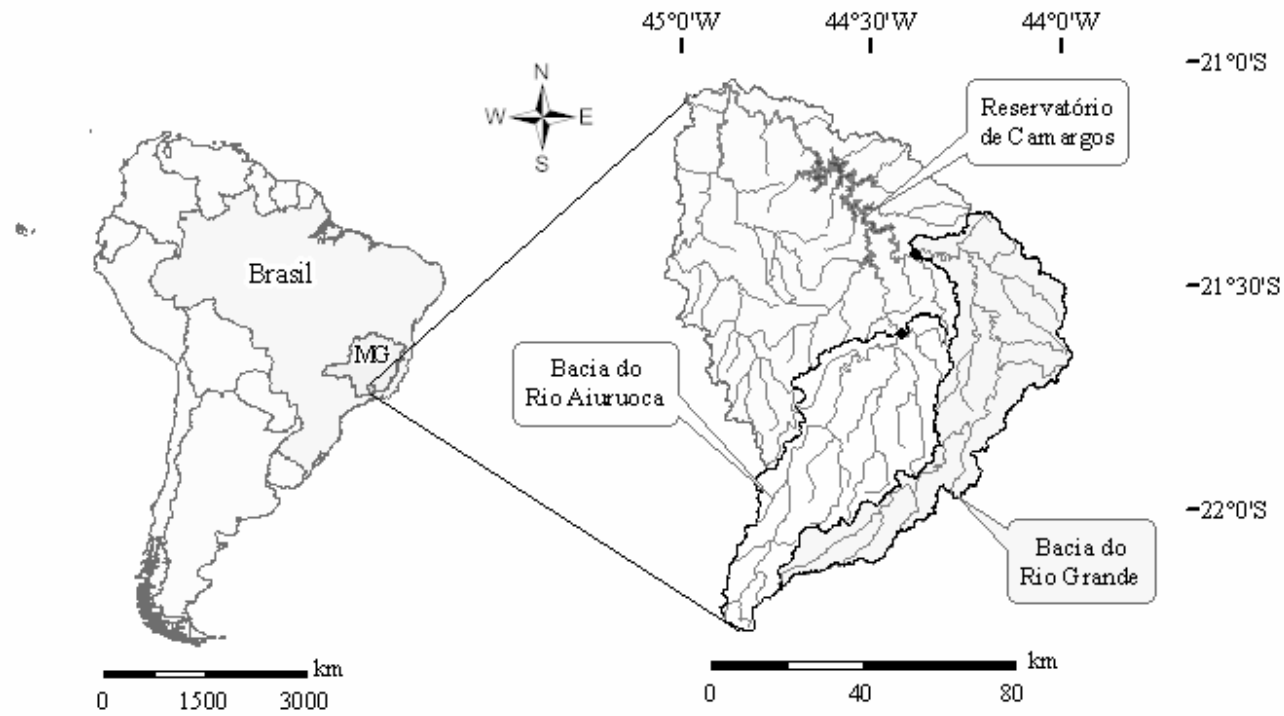 45°0'W 44°30'W 44°0'W
-21°0'S
N
W E
S
Reservatório
de Camargos
Brasil
-21°30'S
MG
Bacia do
Rio Aiuruoca
-22°0'S
Bacia do
Rio Grande
km
0 1500 3000
km
0 40 80